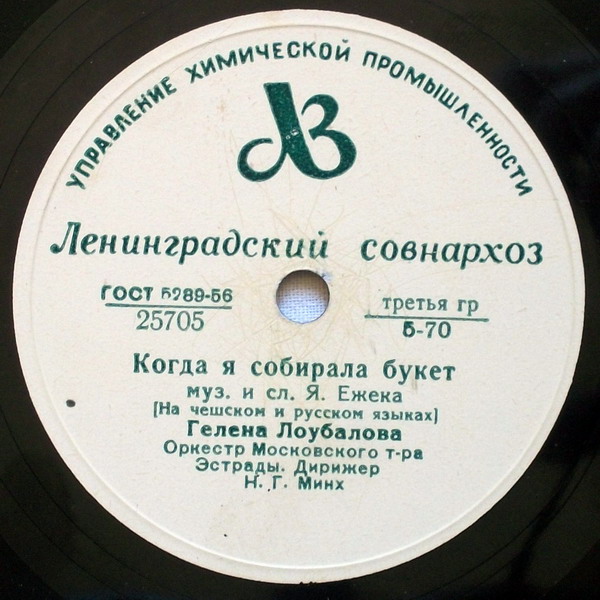 УПРАВЛЕНИЕ ХИМИЧЕСКОЙ ПРОМЫШЛЕННОСТИ
ЛЗ
Ленинградский совнархоз
ГОСТ 5289-56
25705
третья гр
Б-70
Когда я собирала букет
муз. и сл. Я. Ежека
[На чешском и русском языках]
Гелена Лоубалова
Оркестр Московского т-ра
Эстрады. Дирижер
Н. Г. Минх